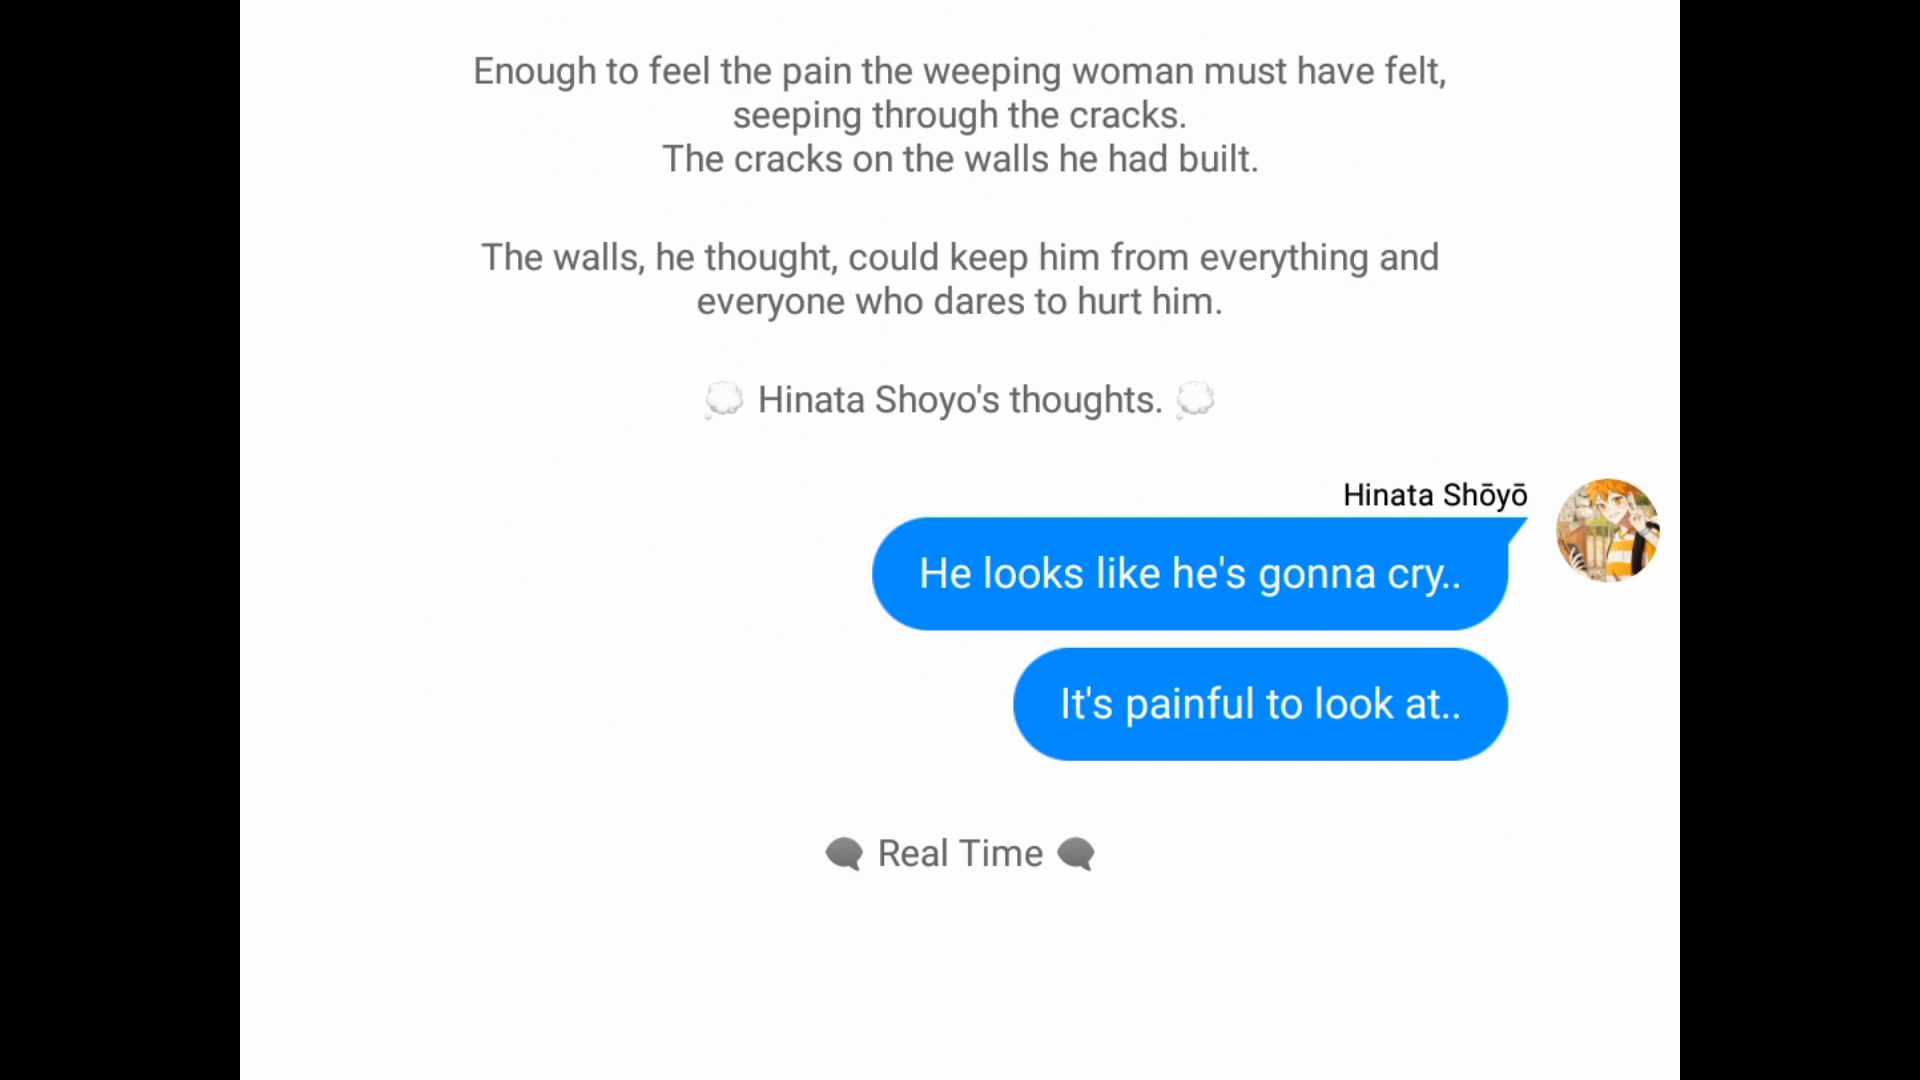 Enough to feel the pain the weeping woman must have felt,
seeping through the cracks.
The cracks on the walls he had built.
The walls, he thought, could keep him from everything and
everyone who dares to hurt him.
💭 Hinata Shoyo's thoughts. 💭
Hinata Shōyō
He looks like he's gonna cry..
It's painful to look at..
🗨 Real Time 🗨